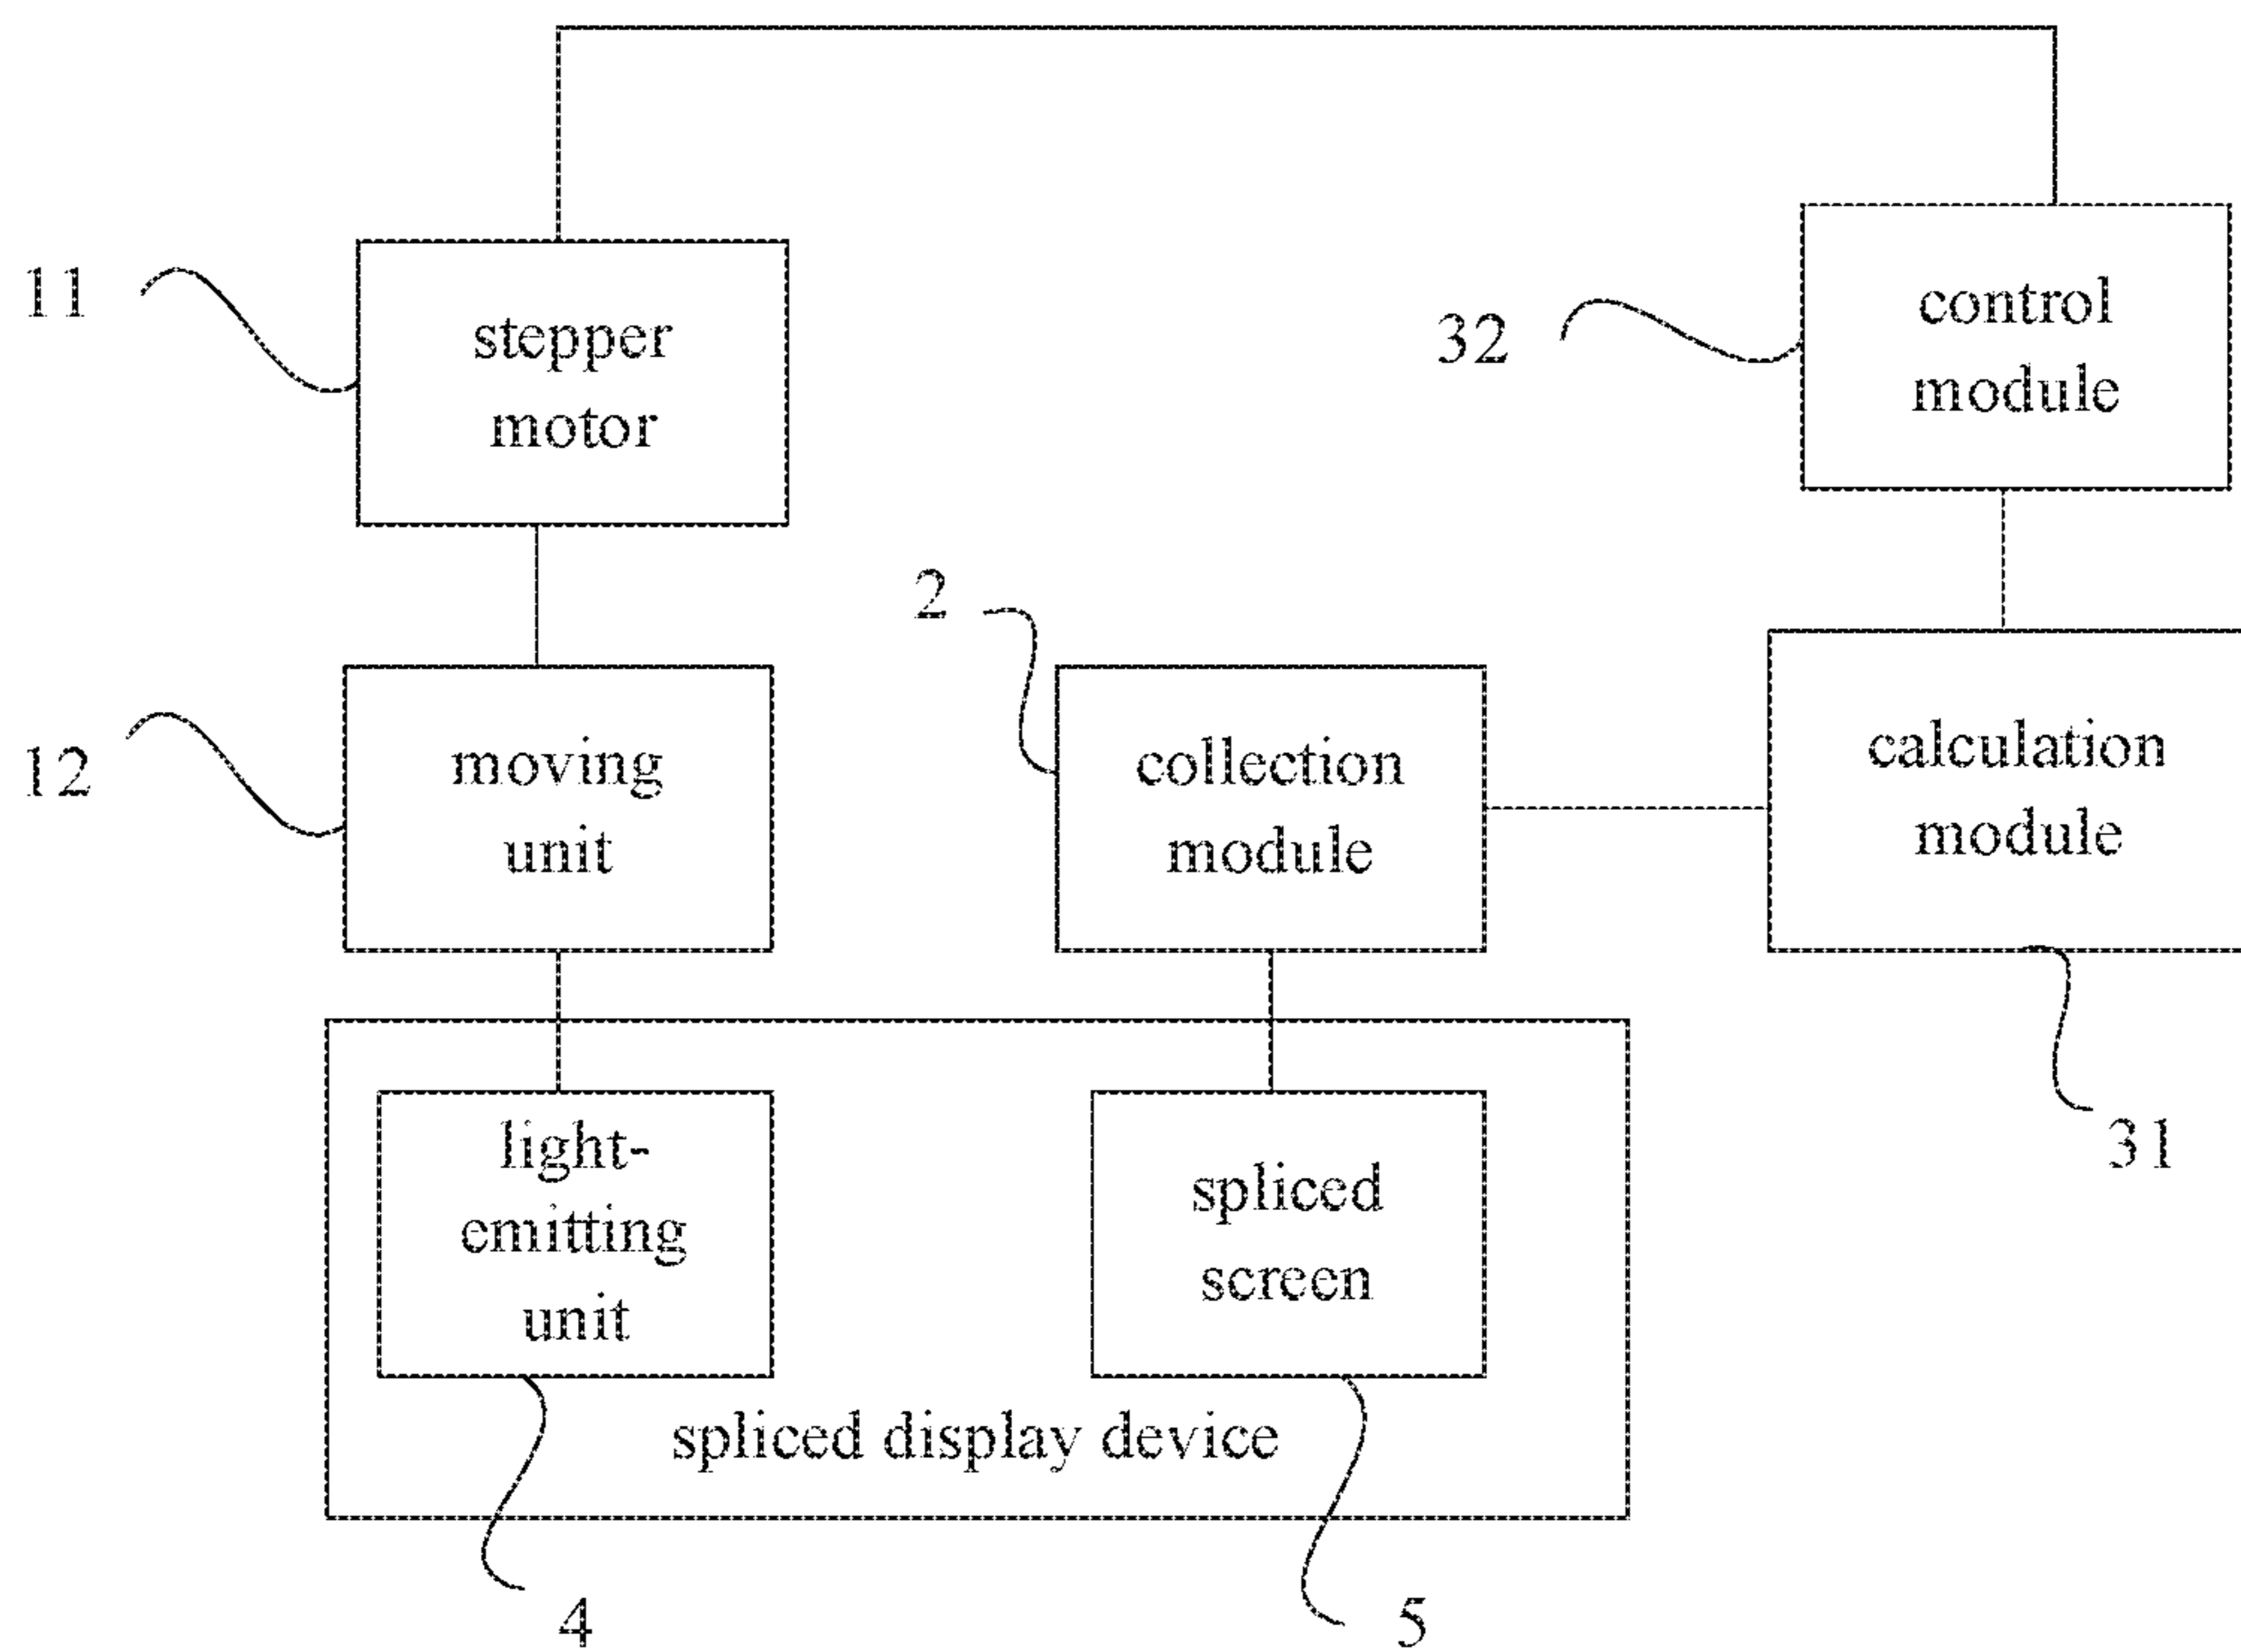 11
stepper
motor
32
control
module
2
12
moving
unit
collection
module
calculation
module
31
light-
emitting
unit
spliced
screen
spliced display device
4
5